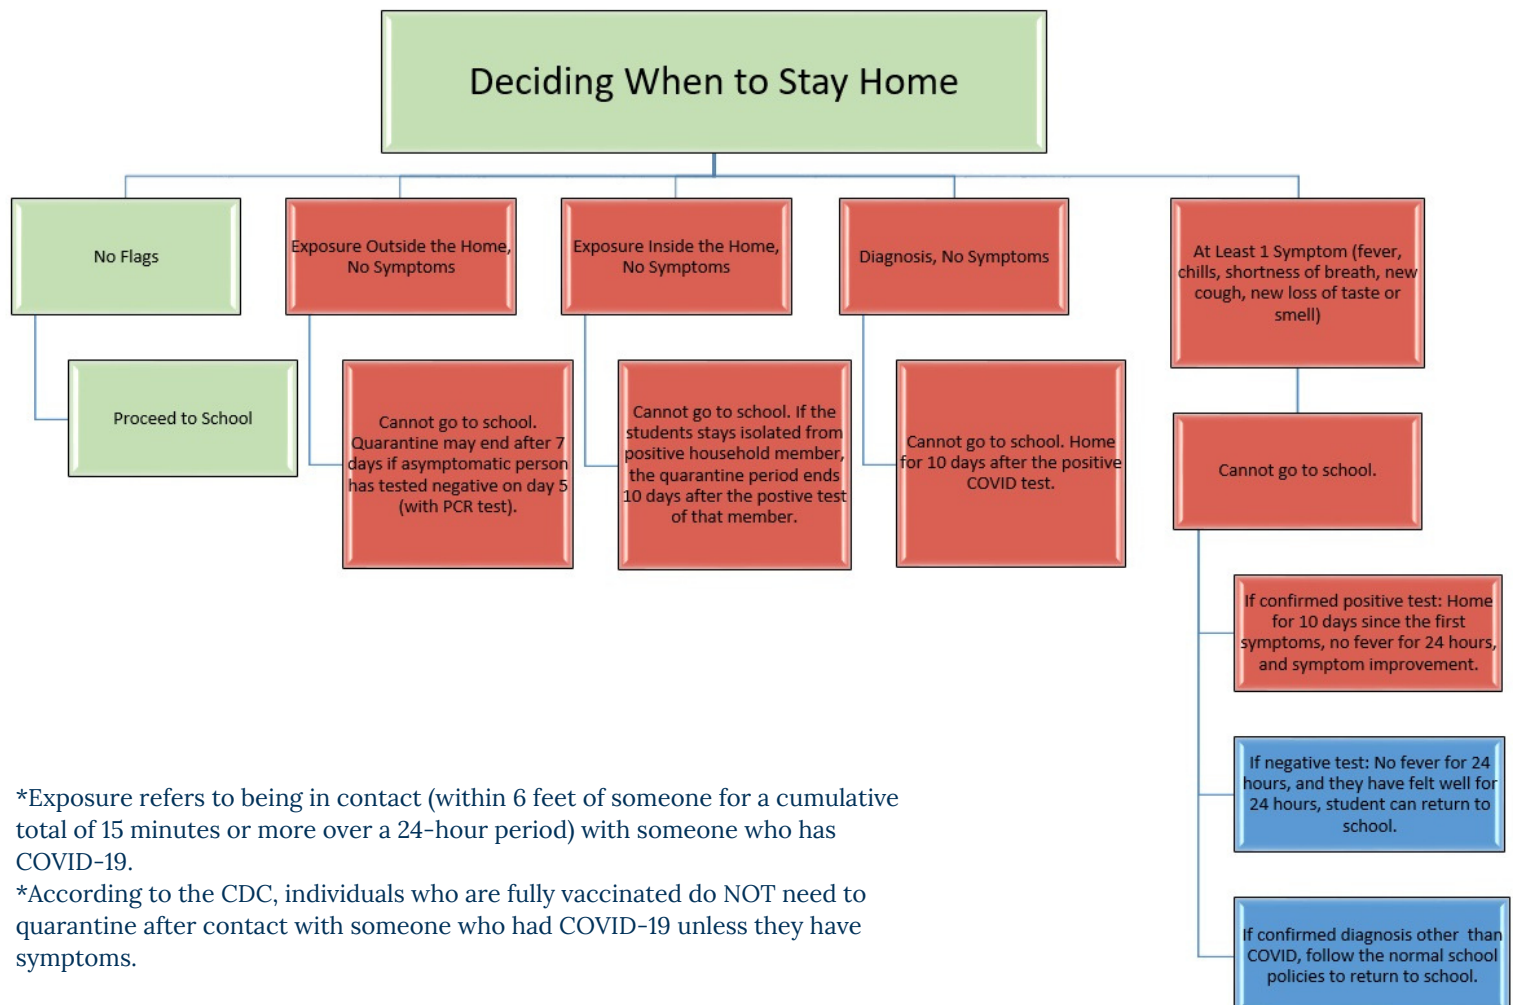 Deciding When to Stay Home
No Flags
Proceed to School
Exposure Outside the Home,
No Symptoms
Cannot go to school.
Quarantine may end after 7
days if asymptomatic person
has tested negative on day 5
(with PCR test).
Exposure Inside the Home,
No Symptoms
Cannot go to school. If the
students stays isolated from
positive household member,
the quarantine period ends
10 days after the postive test
of that member.
Diagnosis, No Symptoms
Cannot go to school. Home
for 10 days after the positive
COVID test.
At Least 1 Symptom (fever,
chills, shortness of breath, new
cough, new loss of taste or
smell)
Cannot go to school.
If confirmed positive test: Home
for 10 days since the first
symptoms, no fever for 24 hours,
and symptom improvement.
If negative test: No fever for 24
hours, and they have felt well for
24 hours, student can return to
school.
If confirmed diagnosis other than
COVID, follow the normal school
policies to return to school.
*Exposure refers to being in contact (within 6 feet of someone for a cumulative
total of 15 minutes or more over a 24-hour period) with someone who has
COVID-19.
*According to the CDC, individuals who are fully vaccinated do NOT need to
quarantine after contact with someone who had COVID-19 unless they have
symptoms.